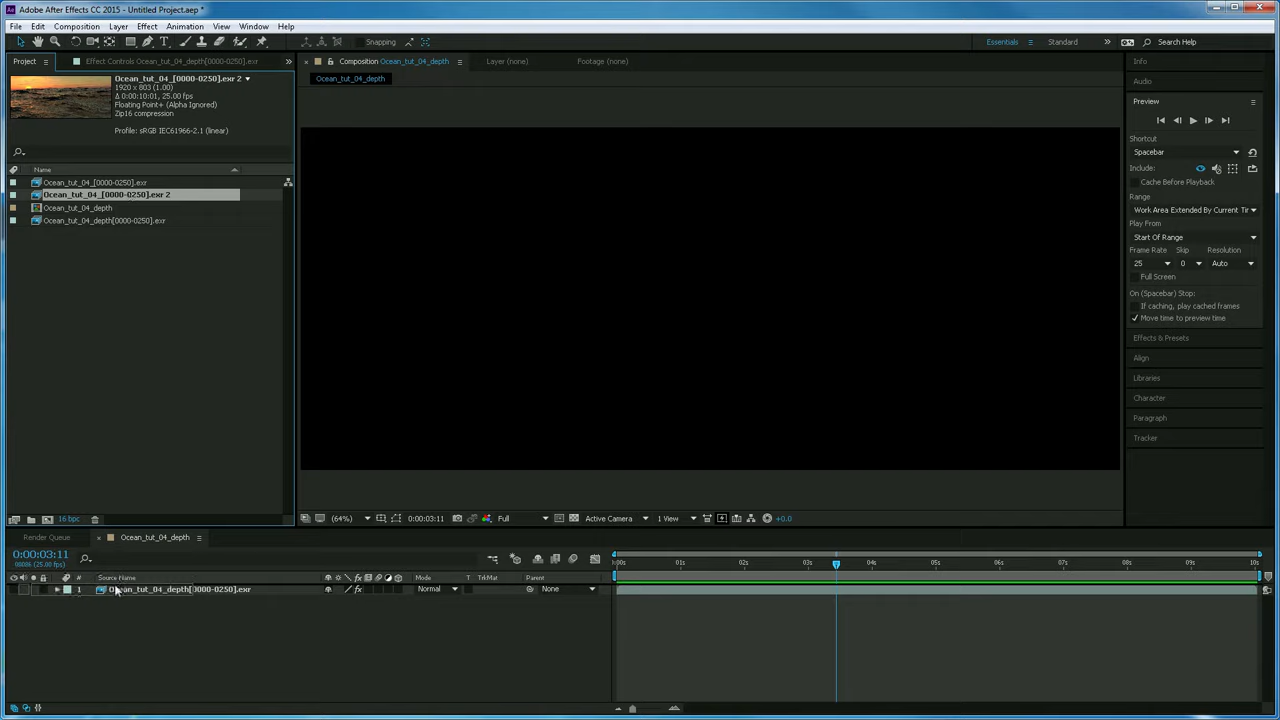 Adobe After Effects CC 2015 - Untitled Project.aep *
File Edit Composition Layer Effect Animation View Window Help
Snapping Essentials Standard Search Help
Project Effect Controls Ocean_tut_04_depth[0000-0250].exr Composition Ocean_tut_04_depth Layer (none) Footage (none) Info
Ocean_tut_04_depth
Ocean_tut_04_[0000-0250].exr 2
1920 x 803 (1.00)
Δ 0:00:10:01, 25.00 fps
Floating Point+ (Alpha Ignored)
Zip16 compression
Profile: sRGB IEC61966-2.1 (linear)
Name
Ocean_tut_04_[0000-0250].exr
Ocean_tut_04_[0000-0250].exr 2
Ocean_tut_04_depth
Ocean_tut_04_depth[0000-0250].exr
16 bpc
(64%) 0:00:03:11 Full Active Camera 1 View +0.0
Audio
Preview
Shortcut
Spacebar
Include:
Cache Before Playback
Range
Work Area Extended By Current Tir
Play From
Start Of Range
Frame Rate Skip Resolution
25 0 Auto
Full Screen
On (Spacebar) Stop:
If caching, play cached frames
Move time to preview time
Effects & Presets
Align
Libraries
Character
Paragraph
Tracker
Render Queue Ocean_tut_04_depth
0:00:03:11
00086 (25.00 fps)
:00s 01s 02s 03s 04s 05s 06s 07s 08s 09s 10s
# Source Name Mode T TrkMat Parent
1 Ocean_tut_04_depth[0000-0250].exr Normal None